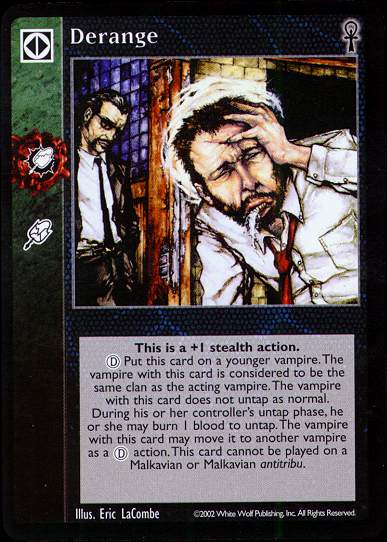 Derange
This is a +1 stealth action.
Ⓓ Put this card on a younger vampire. The
vampire with this card is considered to be the
same clan as the acting vampire. The vampire
with this card does not untap as normal.
During his or her controller's untap phase, he
or she may burn 1 blood to untap. The vampire
with this card may move it to another vampire
as a Ⓓ action. This card cannot be played on a
Malkavian or Malkavian antitribu.
Illus. Eric LaCombe
©2002 White Wolf Publishing, Inc. All Rights Reserved.